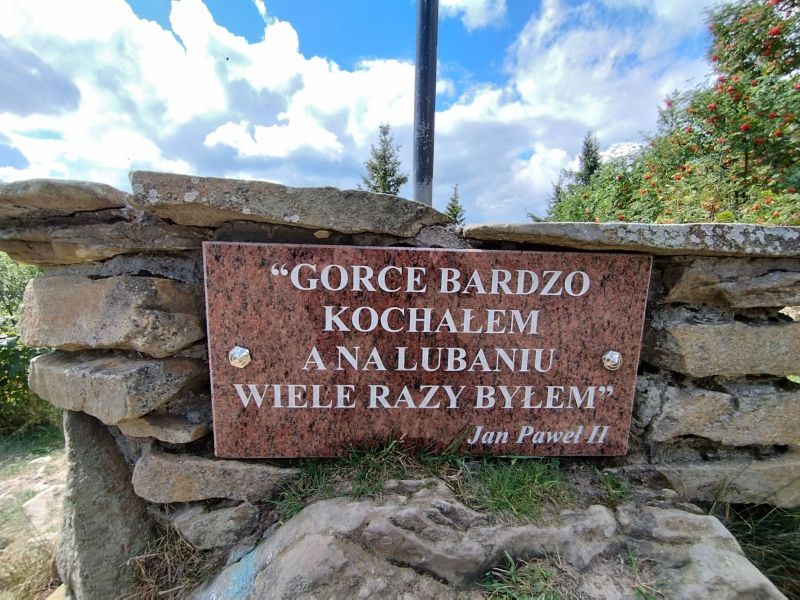 “GORCE BARDZO
KOCHAŁEM
A NA LUBANIU
WIELE RAZY BYŁEM”
Jan Paweł II